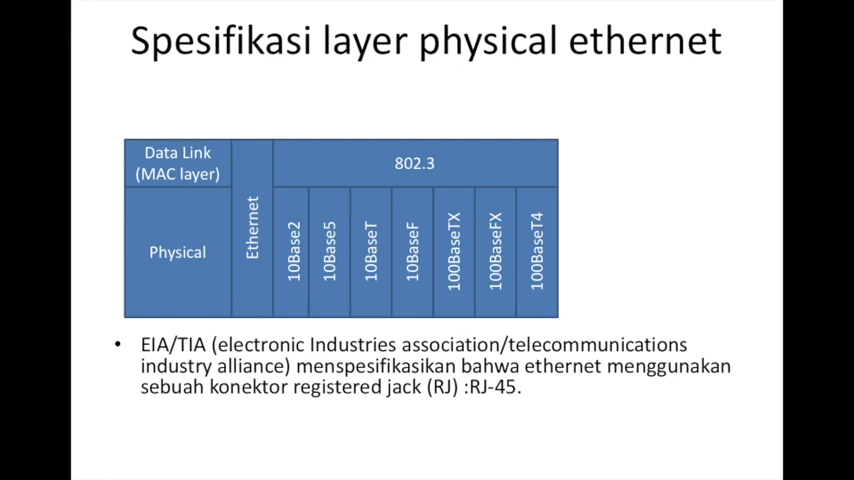 Spesifikasi layer physical ethernet
Data Link
(MAC layer)
802.3
Physical
Ethernet
10Base2
10Base5
10BaseT
10BaseF
100BaseTX
100BaseFX
100BaseT4
• EIA/TIA (electronic Industries association/telecommunications
industry alliance) menspesifikasikan bahwa ethernet menggunakan
sebuah konektor registered jack (RJ) :RJ-45.